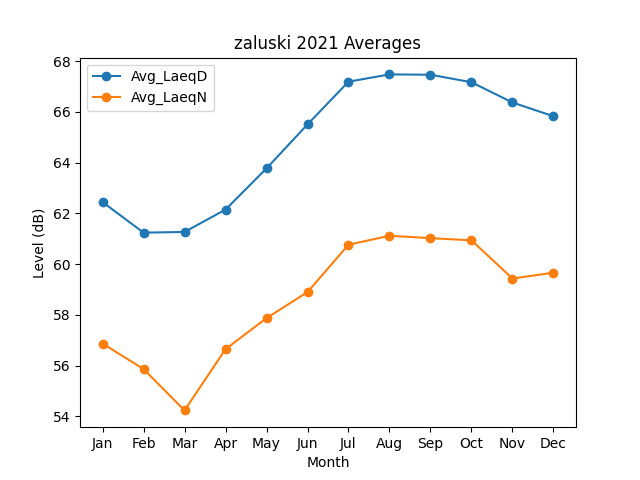 zaluski 2021 Averages
Avg_LaeqD
Avg_LaeqN
Level (dB)
68
66
64
62
60
58
56
54
Jan Feb Mar Apr May Jun Jul Aug Sep Oct Nov Dec
Month